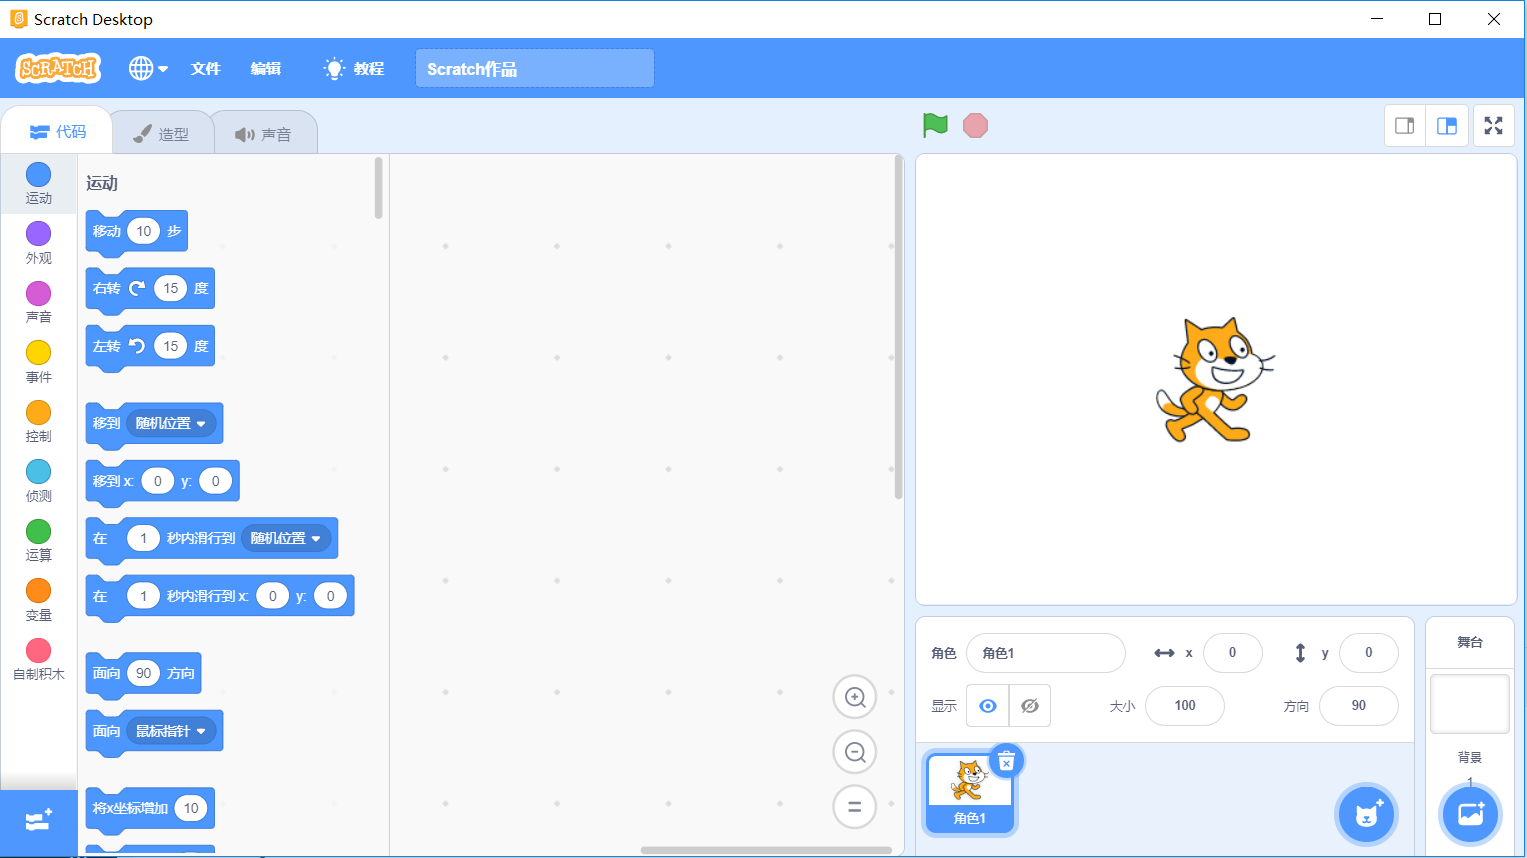 Scratch Desktop
SCRATCH
文件 编辑 教程 Scratch作品
代码 造型 声音
运动
外观
声音
事件
控制
侦测
运算
变量
自制积木
运动
移动 10 步
右转 15 度
左转 15 度
移到 随机位置
移到 x: 0 y: 0
在 1 秒内滑行到 随机位置
在 1 秒内滑行到 x: 0 y: 0
面向 90 方向
面向 鼠标指针
将x坐标增加 10
角色 角色1 x 0 y 0
显示 大小 100 方向 90
角色1
舞台
背景
1